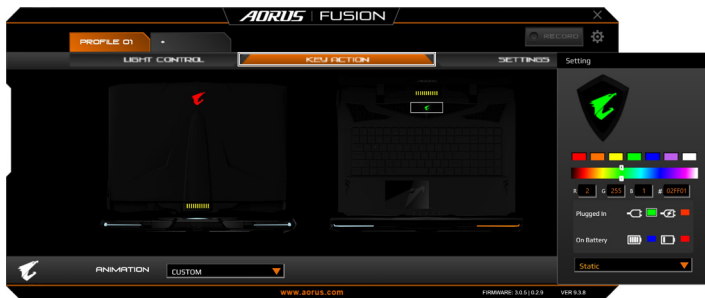 AORUS | FUSION
PROFILE 01
RECORD
LIGHT CONTROL
KEY ACTION
SETTINGS
Setting
R 2 G 255 B 1 # 02FF01
Plugged In
On Battery
Static
ANIMATION CUSTOM
www.aorus.com
FIRMWARE: 3.0.5 | 0.2.9 VER 9.3.8